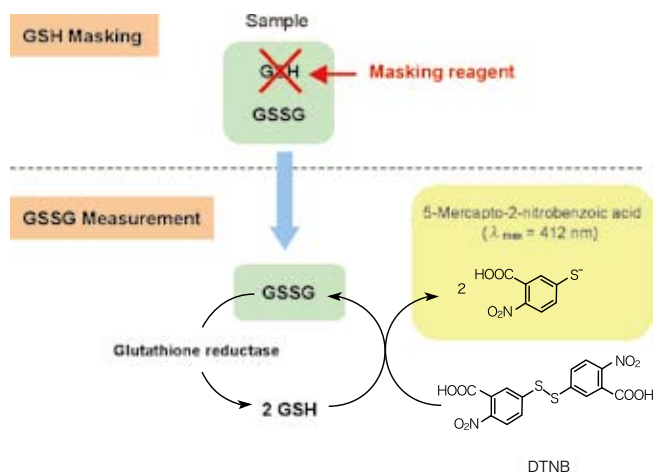 GSH Masking
Sample
GSH
Masking reagent
GSSG
GSSG Measurement
5-Mercapto-2-nitrobenzoic acid
(λ max = 412 nm)
2
HOOC
S⁻
O₂N
GSSG
Glutathione reductase
2 GSH
NO₂
HOOC
S
S
COOH
O₂N
DTNB